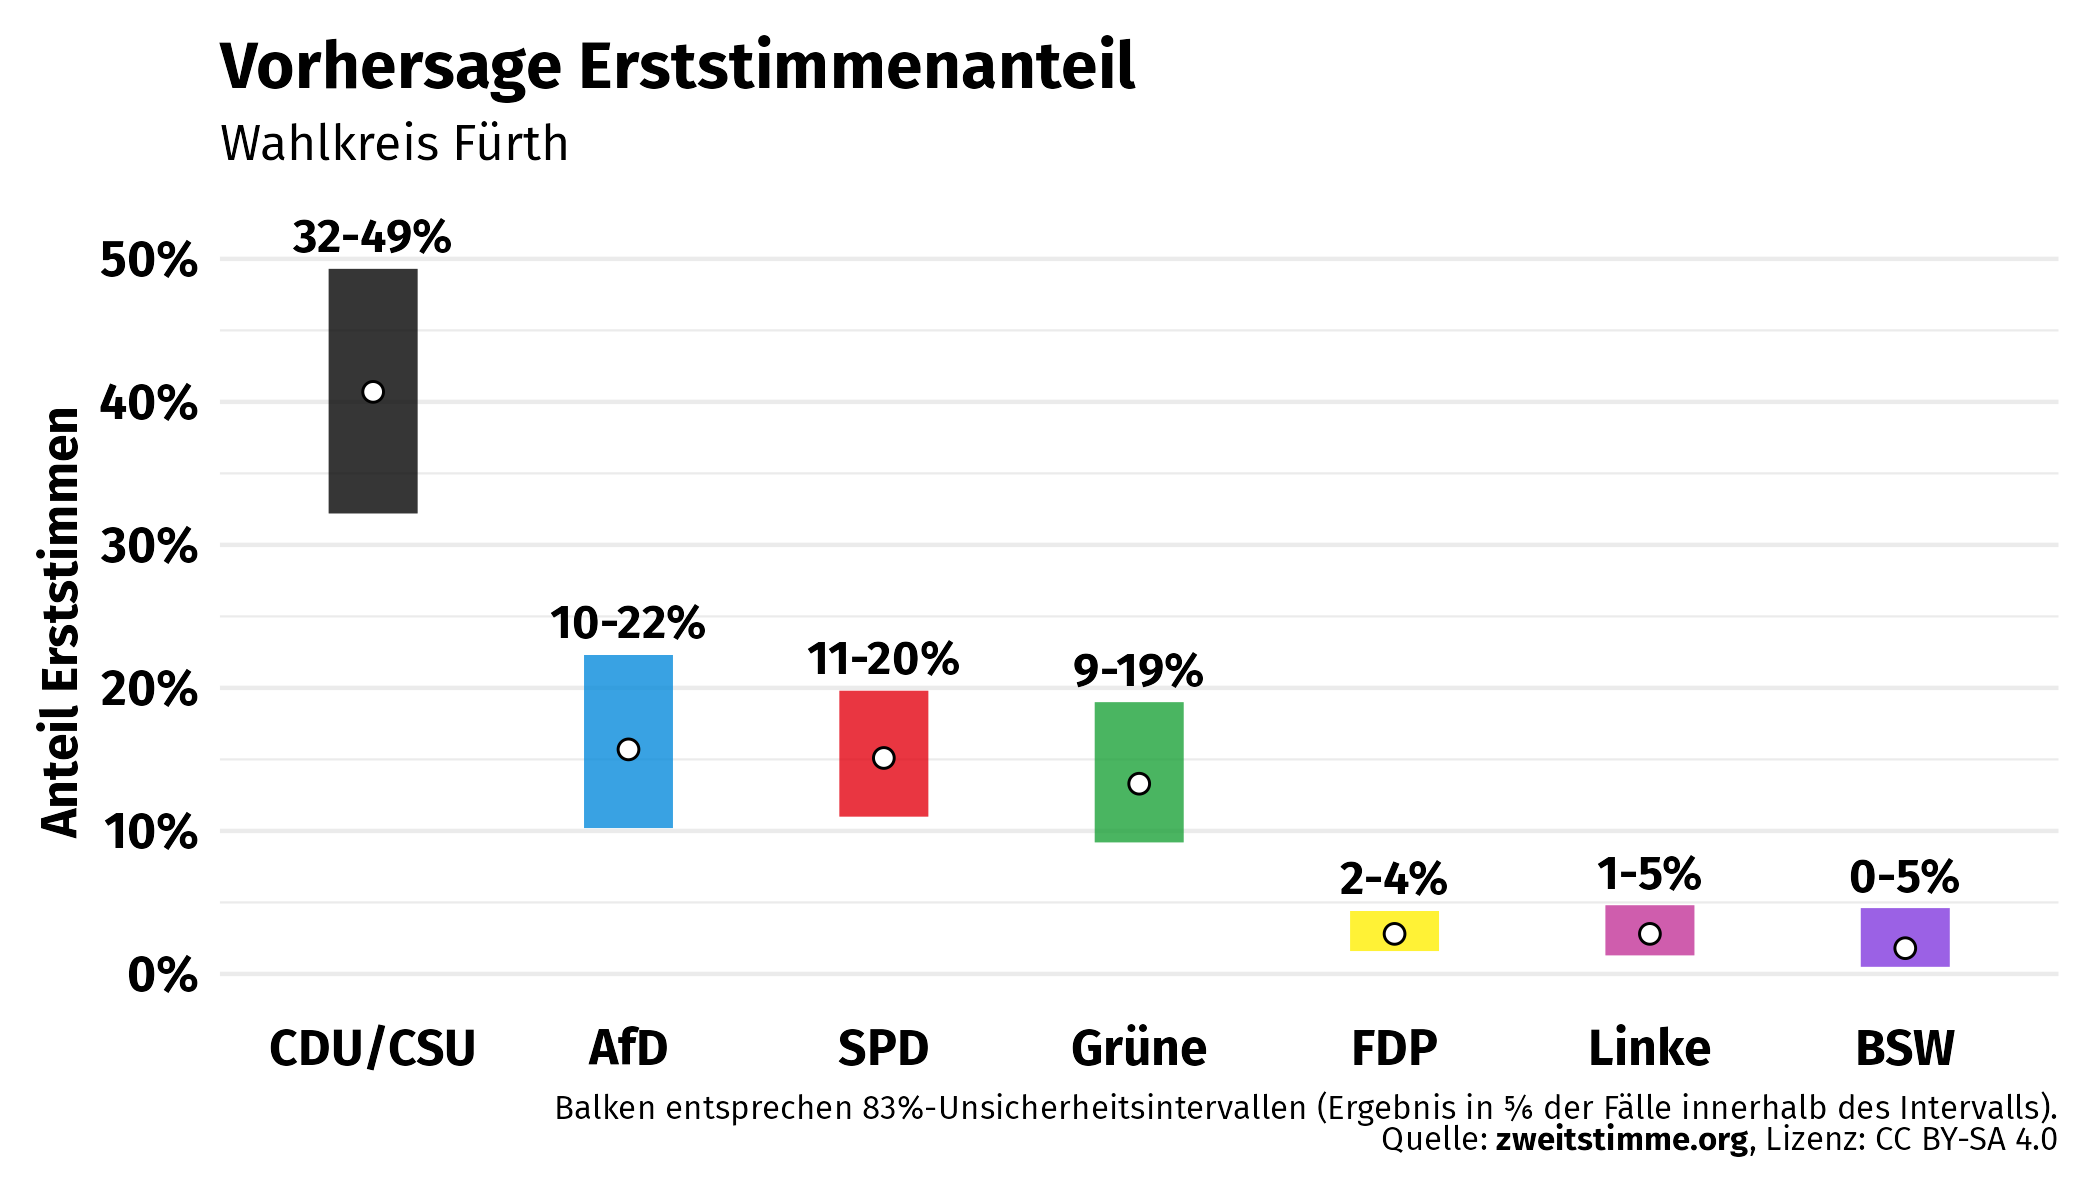 Vorhersage Erststimmenanteil
Wahlkreis Fürth
Anteil Erststimmen
50%
40%
30%
20%
10%
0%
32-49%
10-22%
11-20%
9-19%
2-4%
1-5%
0-5%
CDU/CSU AfD SPD Grüne FDP Linke BSW
Balken entsprechen 83%-Unsicherheitsintervallen (Ergebnis in ⅚ der Fälle innerhalb des Intervalls).
Quelle: zweitstimme.org, Lizenz: CC BY-SA 4.0